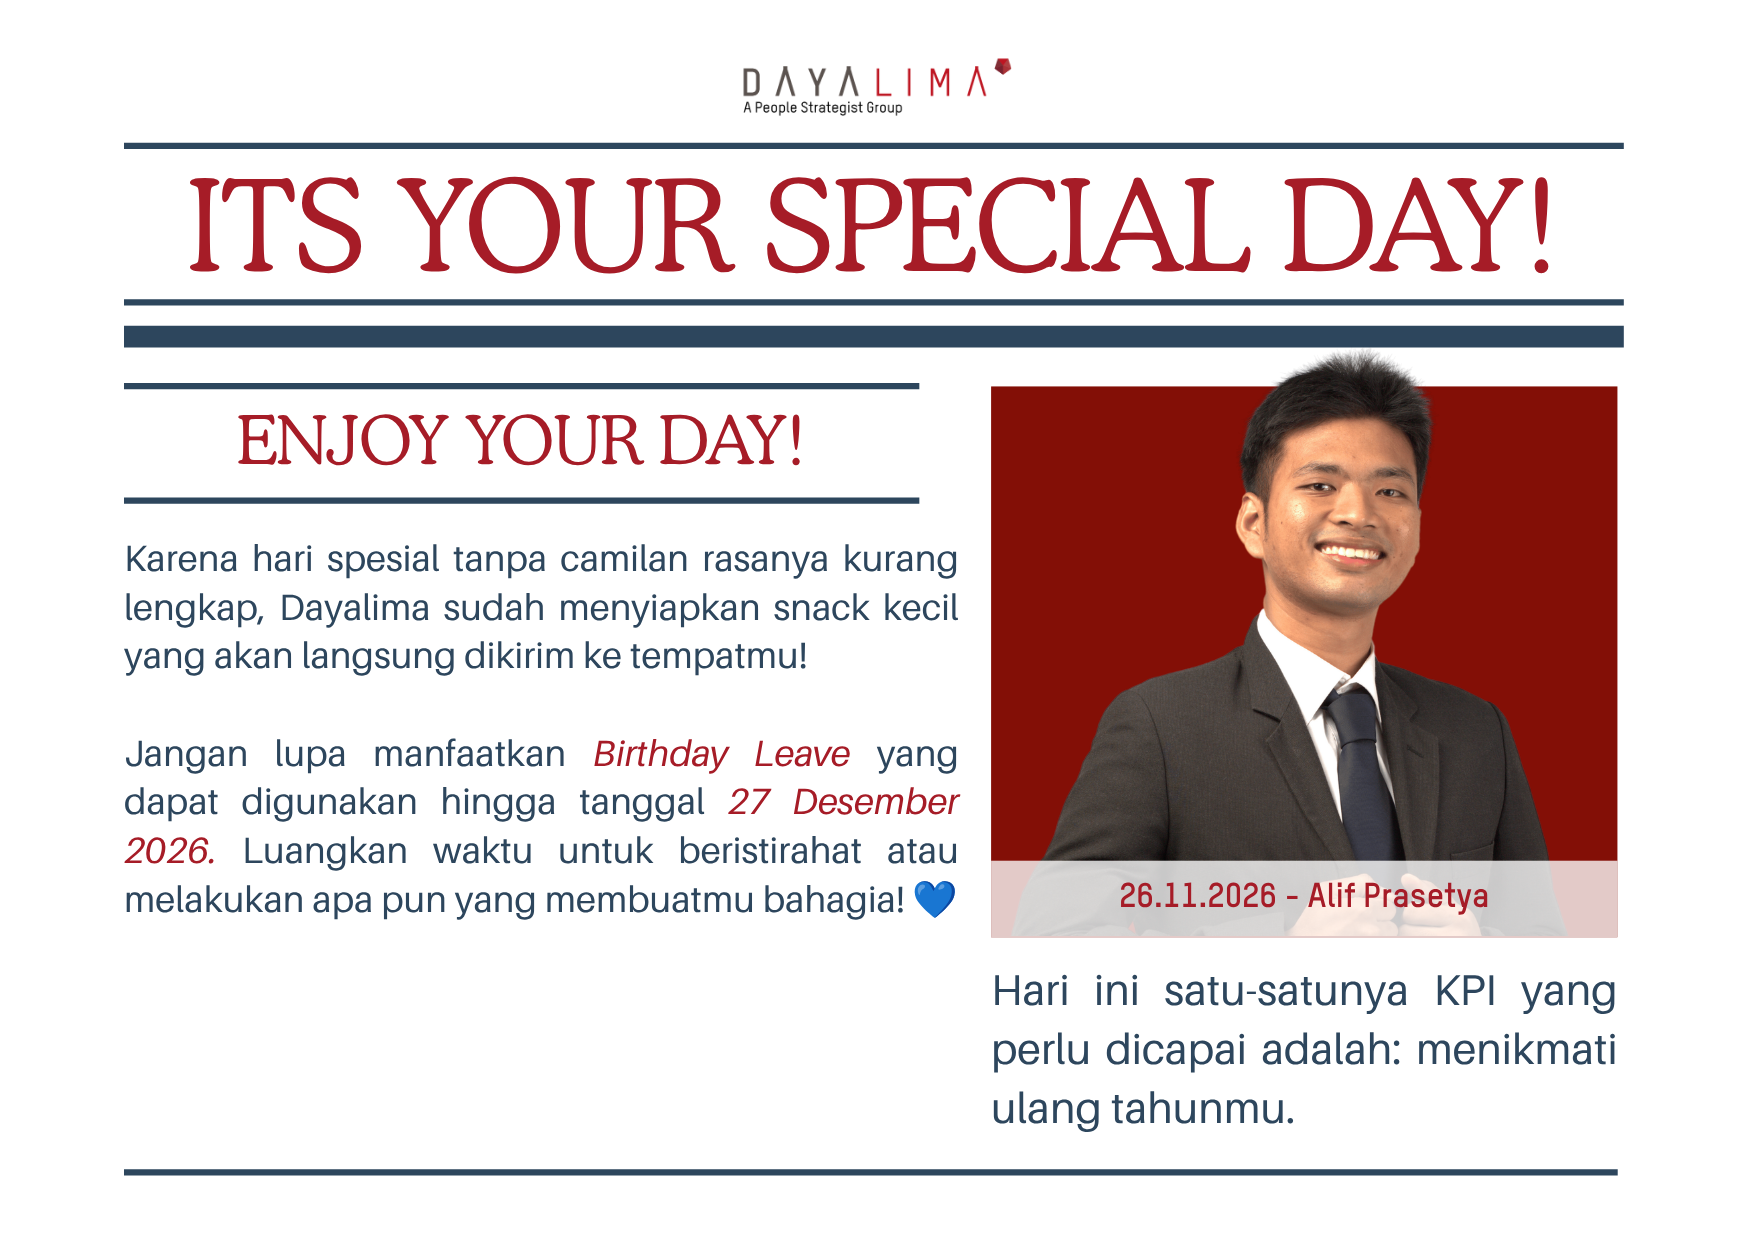 DAYALIMA
A People Strategist Group
ITS YOUR SPECIAL DAY!
ENJOY YOUR DAY!
Karena hari spesial tanpa camilan rasanya kurang
lengkap, Dayalima sudah menyiapkan snack kecil
yang akan langsung dikirim ke tempatmu!
Jangan lupa manfaatkan Birthday Leave yang
dapat digunakan hingga tanggal 27 Desember
2026. Luangkan waktu untuk beristirahat atau
melakukan apa pun yang membuatmu bahagia! 💙
26.11.2026 - Alif Prasetya
Hari ini satu-satunya KPI yang
perlu dicapai adalah: menikmati
ulang tahunmu.